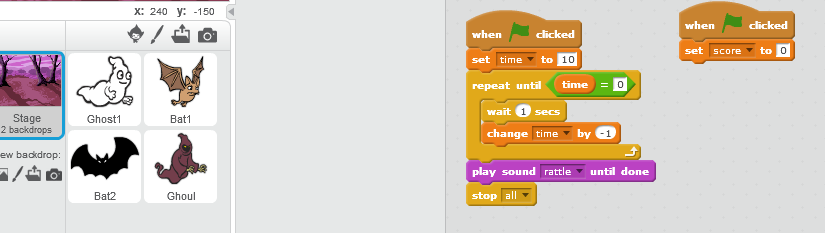 x: 240 y: -150
Stage
2 backdrops
ew backdrop:
Ghost1
Bat1
Bat2
Ghoul
when clicked
set time to 10
repeat until time = 0
wait 1 secs
change time by -1
play sound rattle until done
stop all
when clicked
set score to 0